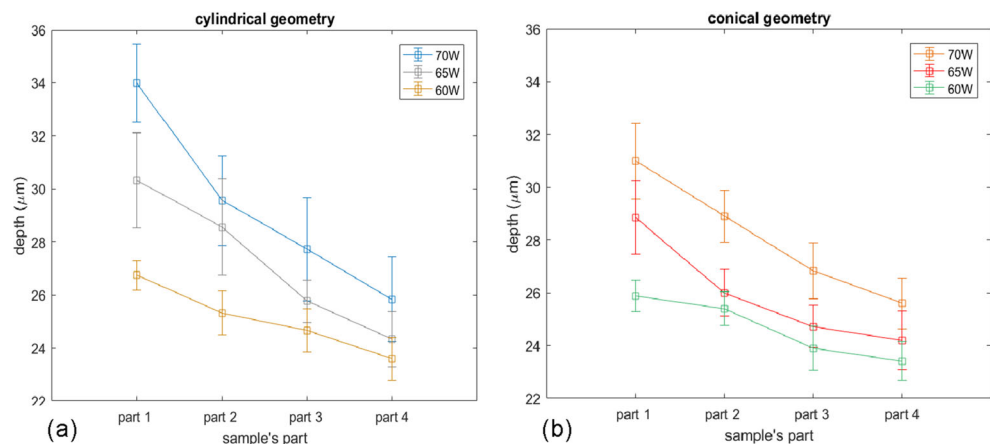 cylindrical geometry
36
34
32
30
28
26
24
22
depth (μm)
70W
65W
60W
part 1 part 2 part 3 part 4
sample's part
(a)
conical geometry
36
34
32
30
28
26
24
22
depth (μm)
70W
65W
60W
part 1 part 2 part 3 part 4
sample's part
(b)